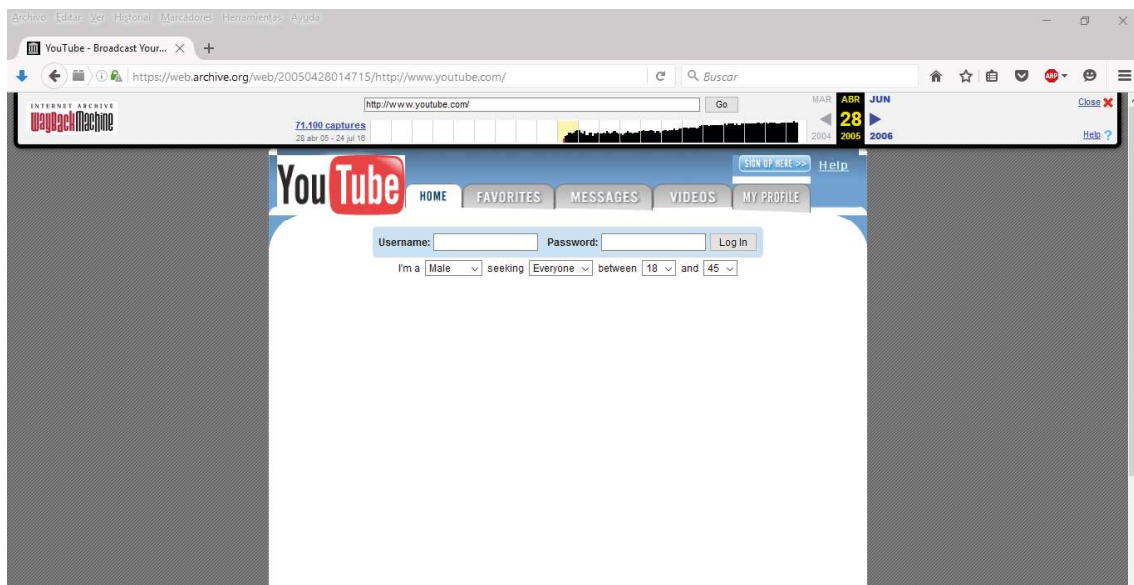 Archivo Editar Ver Historial Marcadores Herramientas Ayuda
YouTube - Broadcast Your...
https://web.archive.org/web/20050428014715/http://www.youtube.com/
Buscar
ABP
INTERNET ARCHIVE
WayBackMachine
http://www.youtube.com/ Go
71.100 captures
28 abr 05 - 24 jul 16
MAR ABR JUN
28
2004 2005 2006
Close
Help ?
YouTube
SIGN UP HERE >> Help
HOME FAVORITES MESSAGES VIDEOS MY PROFILE
Username: Password: Log In
I'm a Male seeking Everyone between 18 and 45